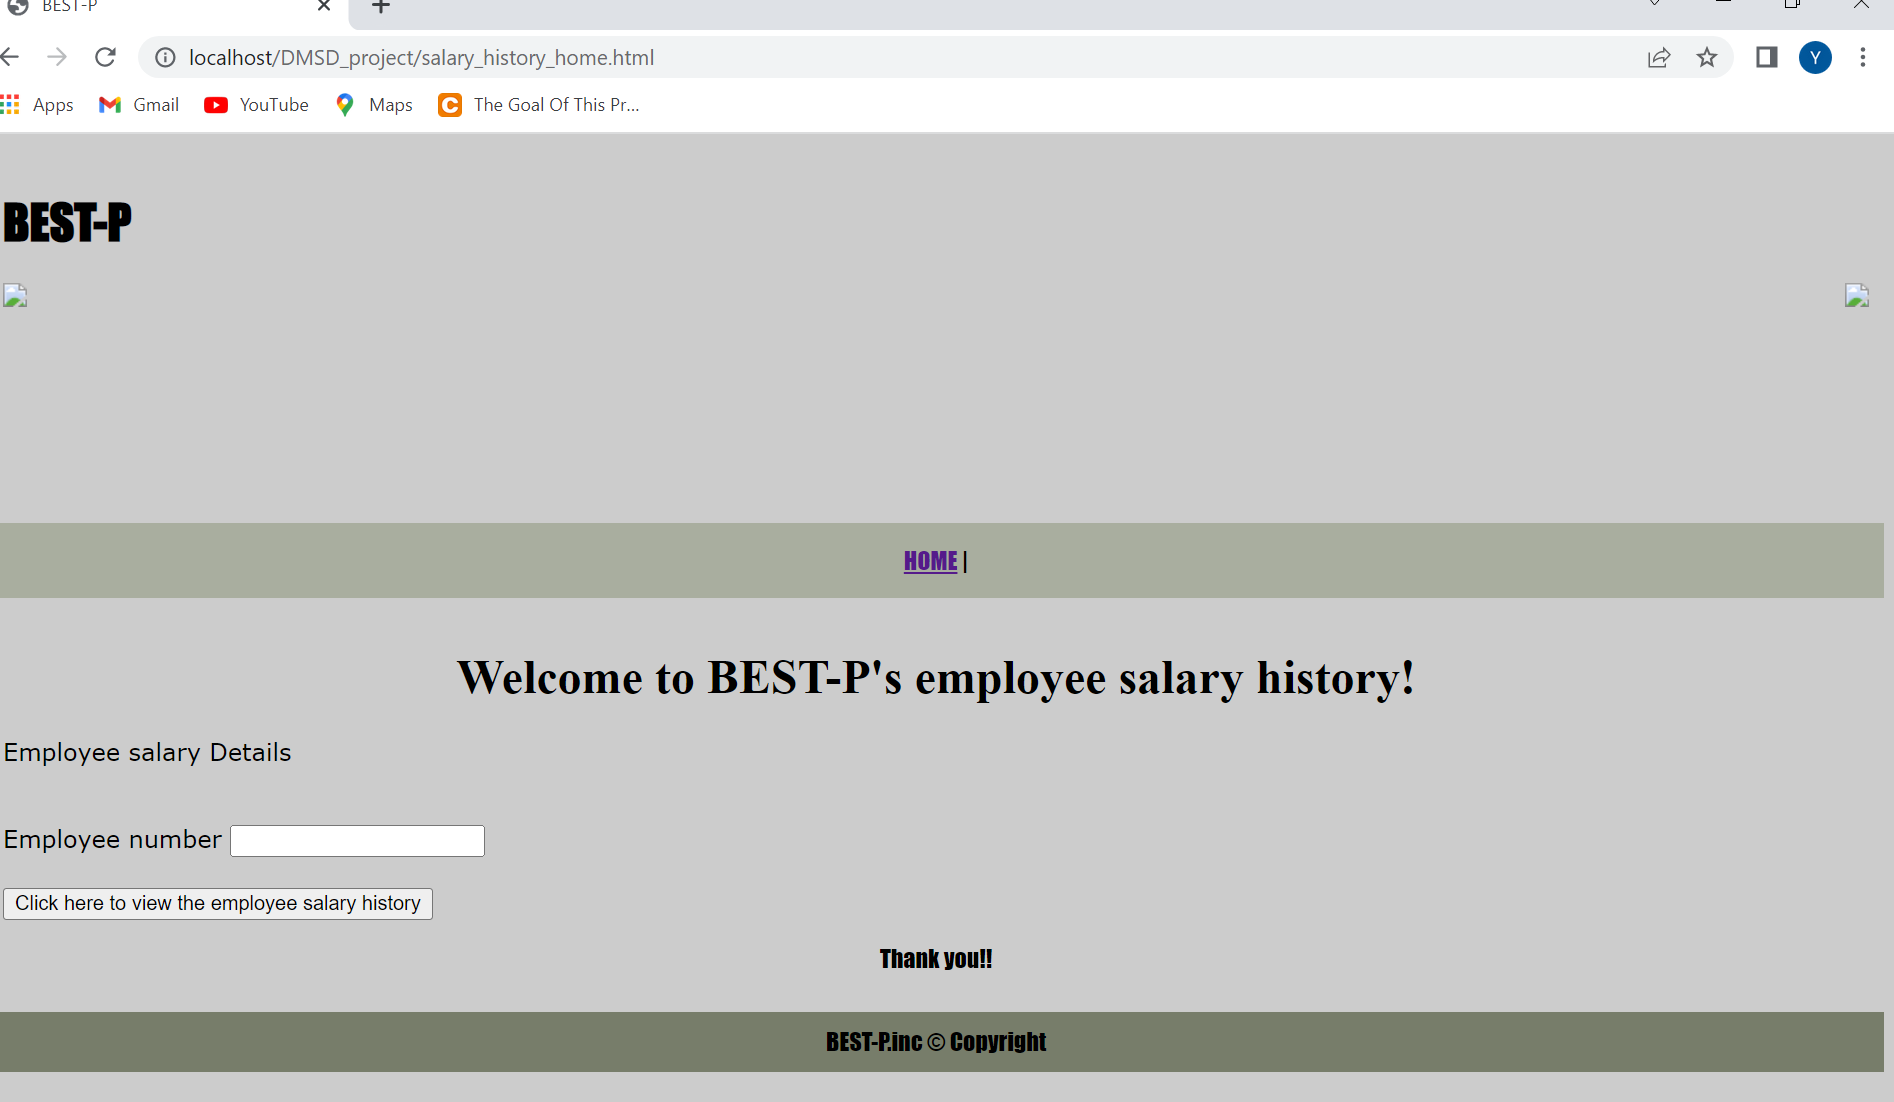 BEST-P
localhost/DMSD_project/salary_history_home.html
Y
Apps Gmail YouTube Maps The Goal Of This Pr...
BEST-P
HOME |
Welcome to BEST-P's employee salary history!
Employee salary Details
Employee number
Click here to view the employee salary history
Thank you!!
BEST-P.inc © Copyright